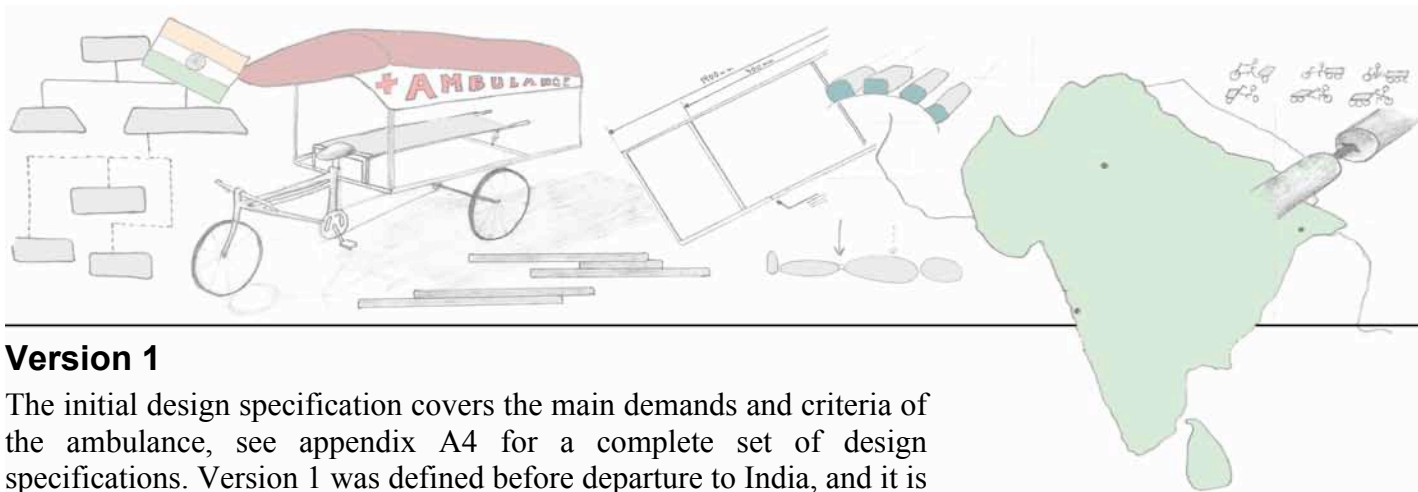 +AMBULANCE
1900mm
Version 1
The initial design specification covers the main demands and criteria of
the ambulance, see appendix A4 for a complete set of design
specifications. Version 1 was defined before departure to India, and it is